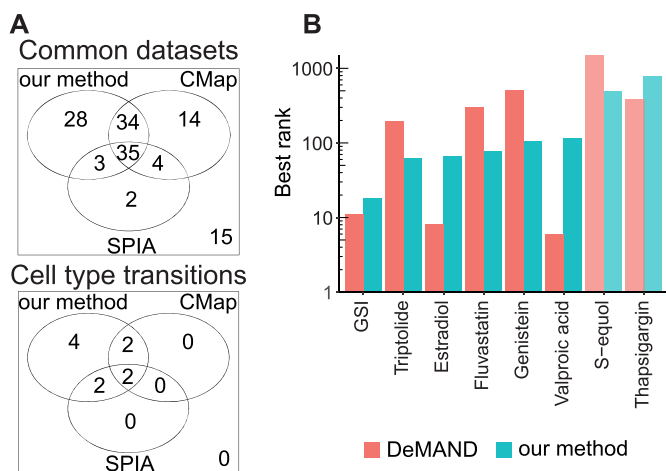 A
Common datasets
our method CMap
28 34 14
35
3 4
2
SPIA 15
Cell type transitions
our method CMap
4 2 0
2
2 0
0
SPIA 0
B
Best rank
1000
100
10
1
GSI
Triptolide
Estradiol
Fluvastatin
Genistein
Valproic acid
S−equol
Thapsigargin
DeMAND our method